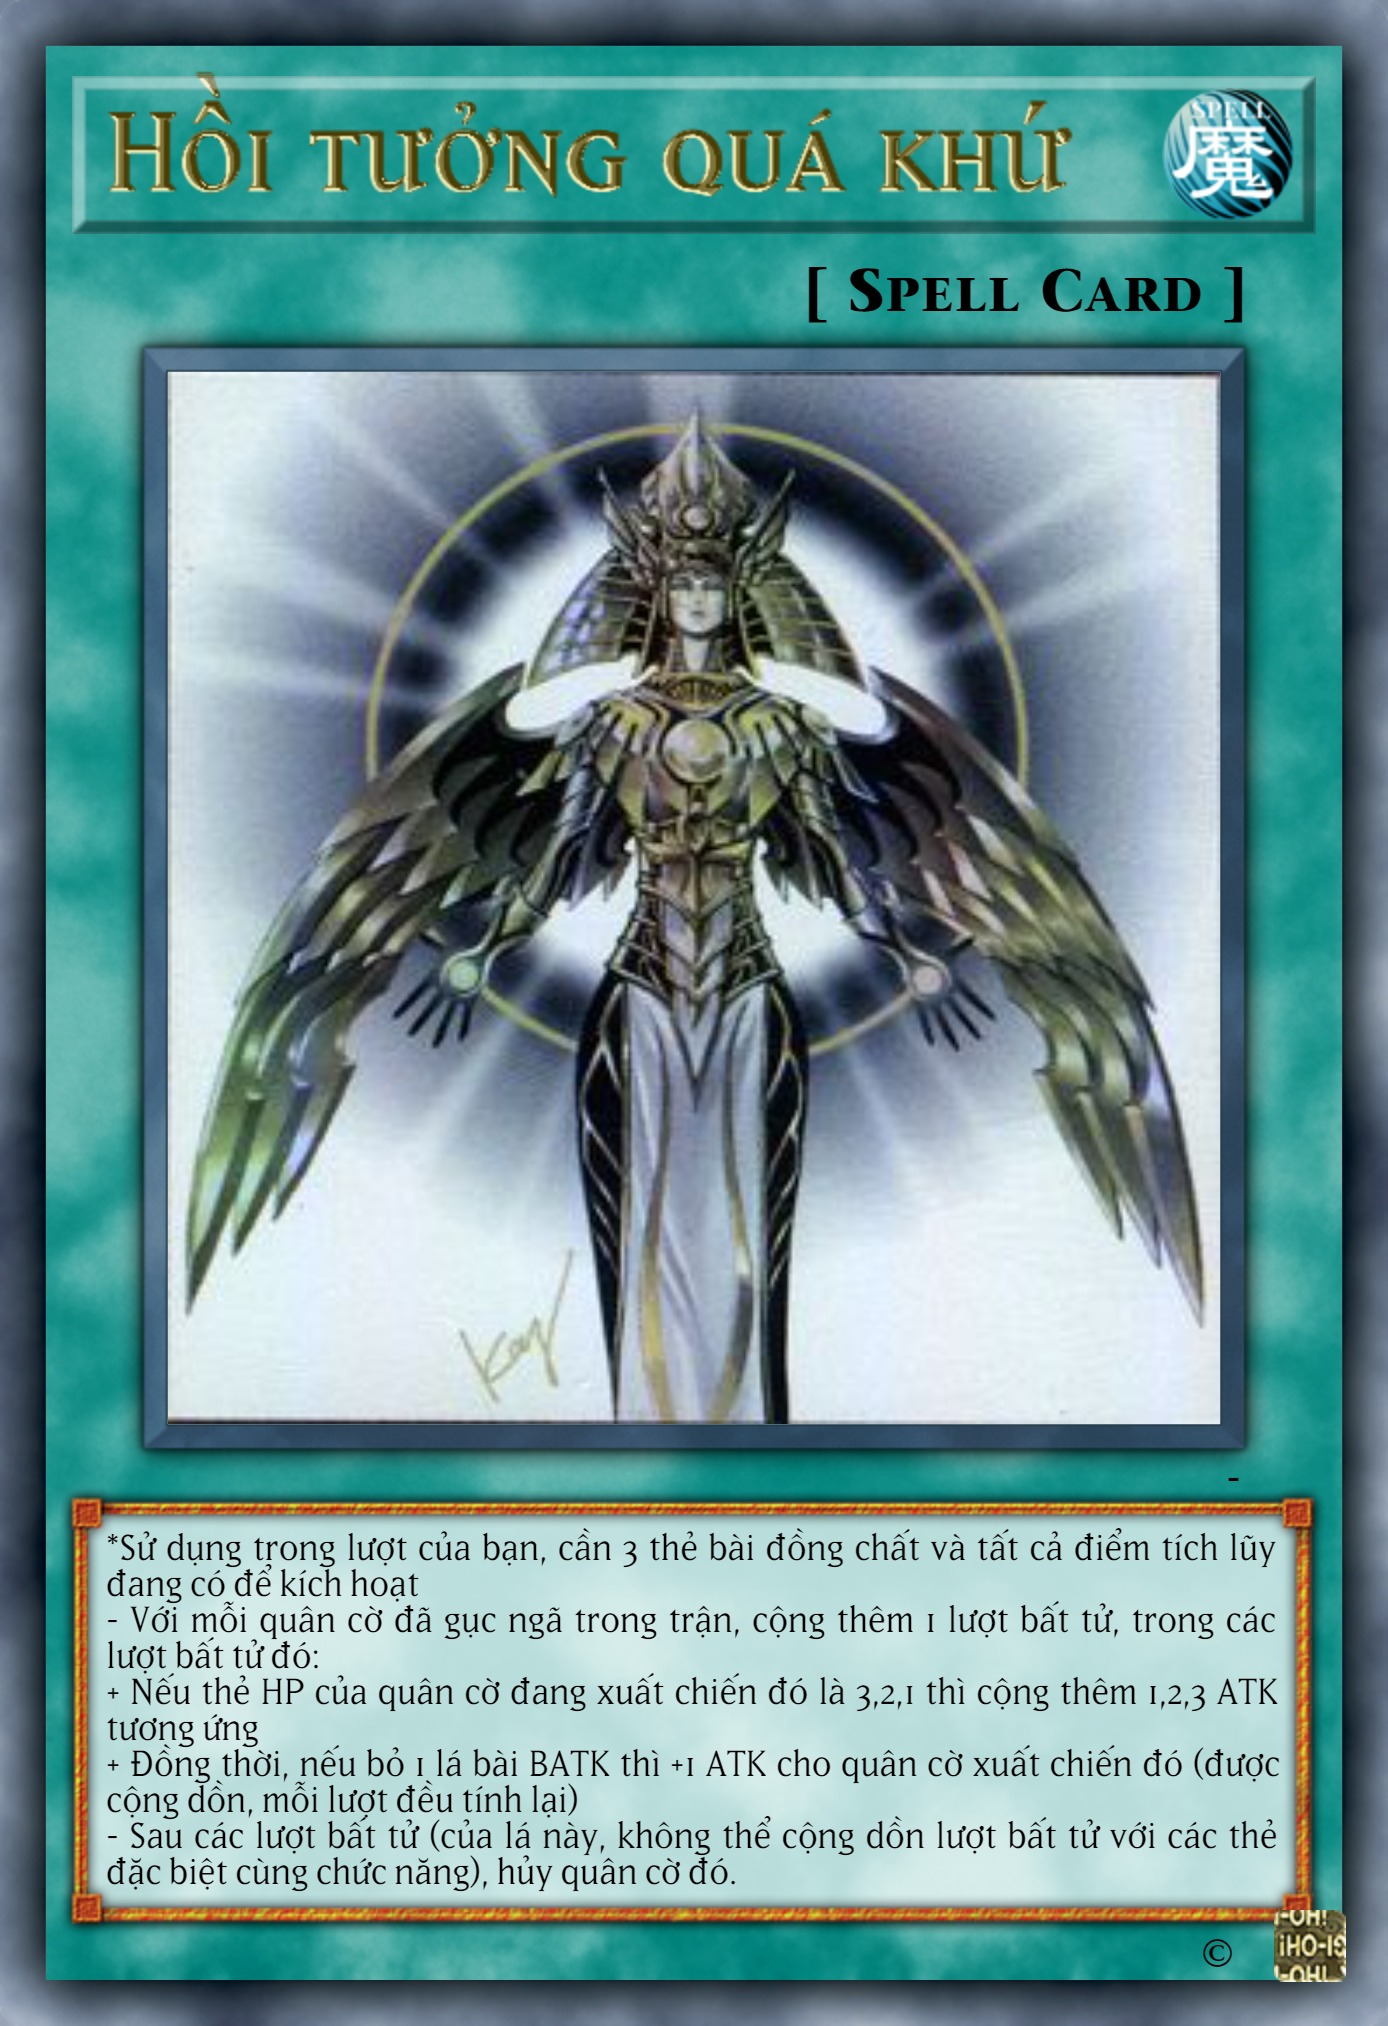 Hồi tưởng quá khứ
SPELL
魔
[ Spell Card ]
Kay
-
*Sử dụng trong lượt của bạn, cần 3 thẻ bài đồng chất và tất cả điểm tích lũy
đang có để kích hoạt
- Với mỗi quân cờ đã gục ngã trong trận, cộng thêm 1 lượt bất tử, trong các
lượt bất tử đó:
+ Nếu thẻ HP của quân cờ đang xuất chiến đó là 3,2,1 thì cộng thêm 1,2,3 ATK
tương ứng
+ Đồng thời, nếu bỏ 1 lá bài BATK thì +1 ATK cho quân cờ xuất chiến đó (được
cộng dồn, mỗi lượt đều tính lại)
- Sau các lượt bất tử (của lá này, không thể cộng dồn lượt bất tử với các thẻ
đặc biệt cùng chức năng), hủy quân cờ đó.
©
-OH!